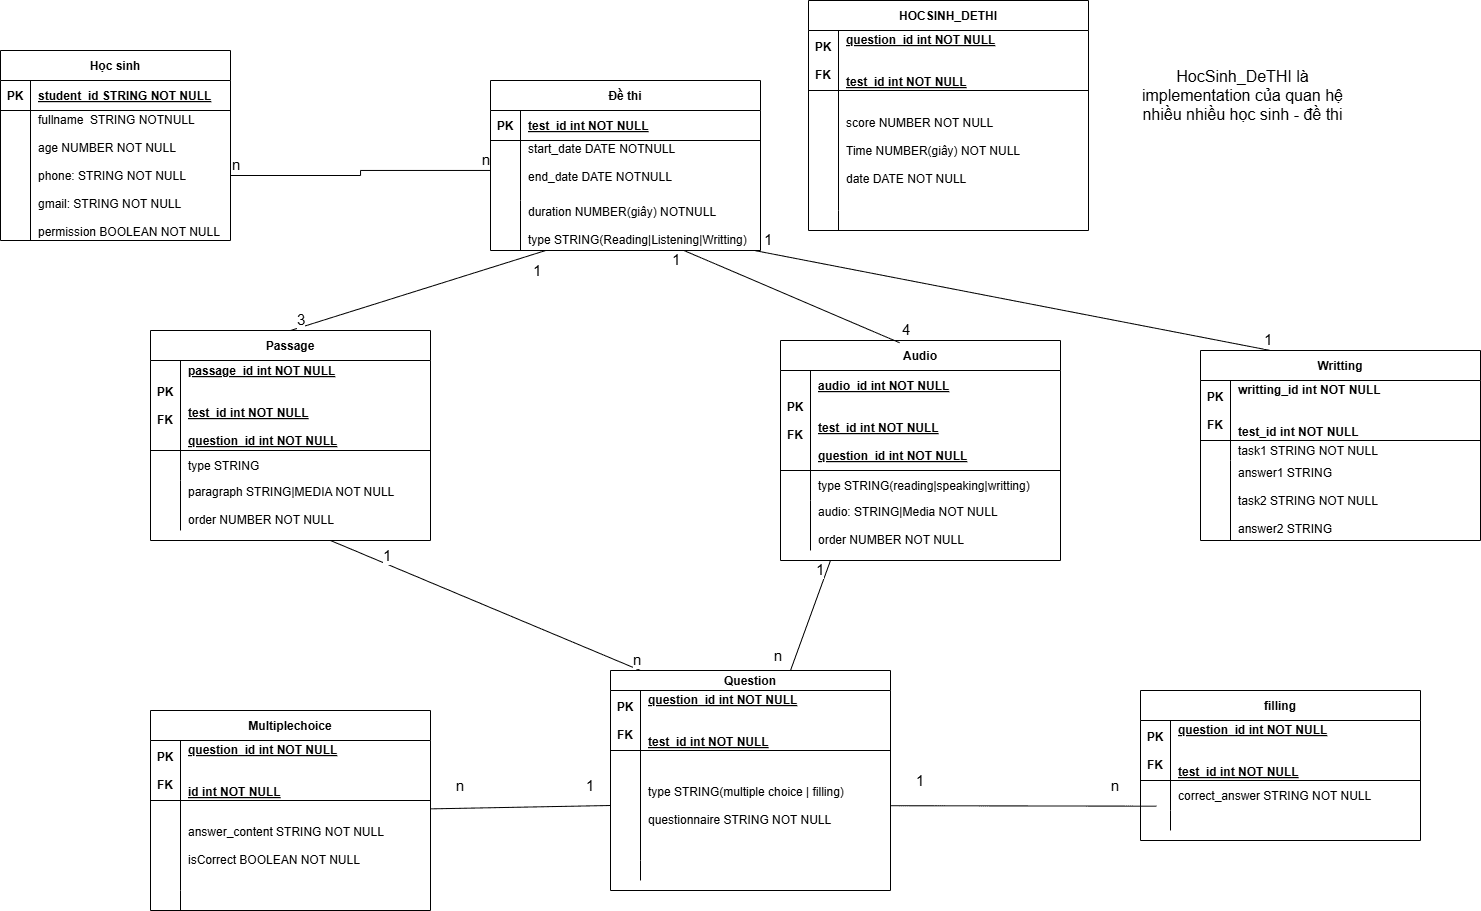 HOCSINH_DETHI
PK
question_id int NOT NULL
FK
test_id int NOT NULL
score NUMBER NOT NULL
Time NUMBER(giây) NOT NULL
date DATE NOT NULL
HocSinh_DeTHI là
implementation của quan hệ
nhiều nhiều học sinh - đề thi
Học sinh
PK
student_id STRING NOT NULL
fullname  STRING NOTNULL
age NUMBER NOT NULL
phone: STRING NOT NULL
gmail: STRING NOT NULL
permission BOOLEAN NOT NULL
n
n
Đề thi
PK
test_id int NOT NULL
start_date DATE NOTNULL
end_date DATE NOTNULL
duration NUMBER(giây) NOTNULL
type STRING(Reading|Listening|Writting)
1
1
1
3
4
1
Passage
PK
passage_id int NOT NULL
FK
test_id int NOT NULL
question_id int NOT NULL
type STRING
paragraph STRING|MEDIA NOT NULL
order NUMBER NOT NULL
Audio
PK
audio_id int NOT NULL
FK
test_id int NOT NULL
question_id int NOT NULL
type STRING(reading|speaking|writting)
audio: STRING|Media NOT NULL
order NUMBER NOT NULL
Writting
PK
writting_id int NOT NULL
FK
test_id int NOT NULL
task1 STRING NOT NULL
answer1 STRING
task2 STRING NOT NULL
answer2 STRING
1
1
n
n
Multiplechoice
PK
question_id int NOT NULL
FK
id int NOT NULL
answer_content STRING NOT NULL
isCorrect BOOLEAN NOT NULL
n
1
Question
PK
question_id int NOT NULL
FK
test_id int NOT NULL
type STRING(multiple choice | filling)
questionnaire STRING NOT NULL
1
n
filling
PK
question_id int NOT NULL
FK
test_id int NOT NULL
correct_answer STRING NOT NULL